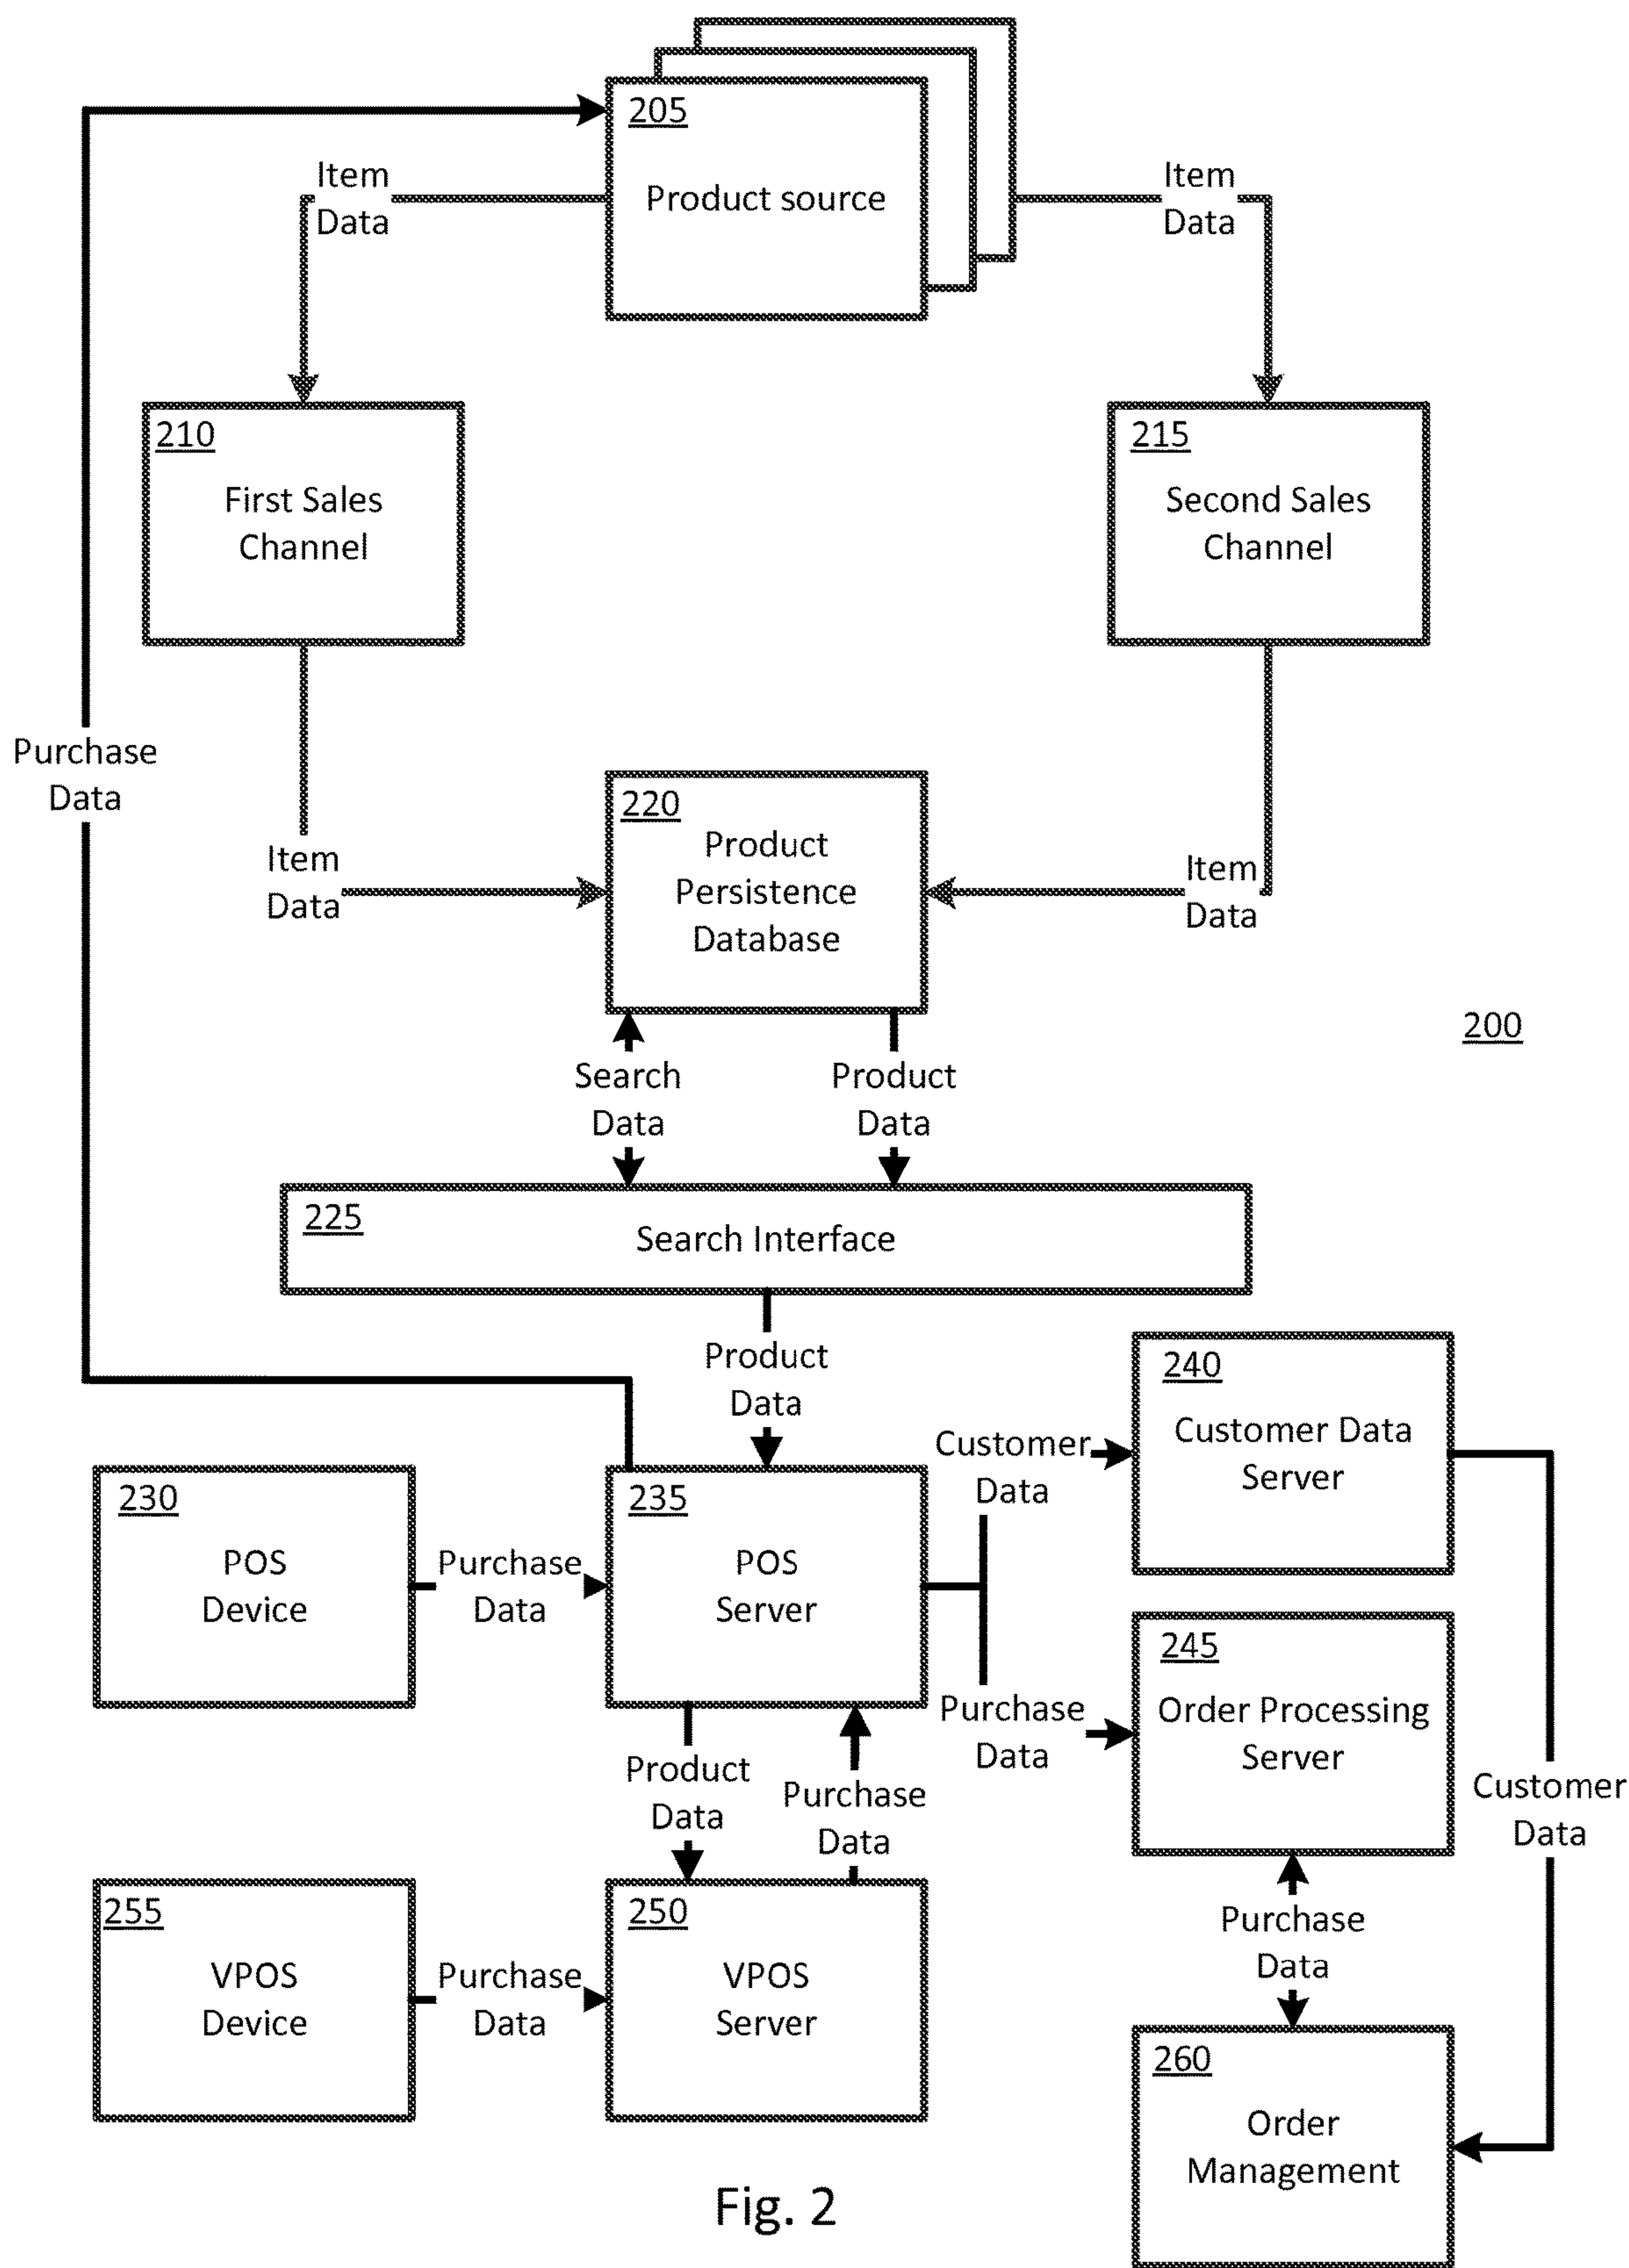 205
Product source
Item
Data
Item
Data
210
First Sales
Channel
215
Second Sales
Channel
Purchase
Data
220
Product
Persistence
Database
Item
Data
Item
Data
200
Search
Data
Product
Data
225
Search Interface
Product
Data
240
Customer Data
Server
Customer
Data
230
POS
Device
Purchase
Data
235
POS
Server
245
Order Processing
Server
Purchase
Data
Product
Data
Purchase
Data
Customer
Data
255
VPOS
Device
Purchase
Data
250
VPOS
Server
Purchase
Data
260
Order
Management
Fig. 2